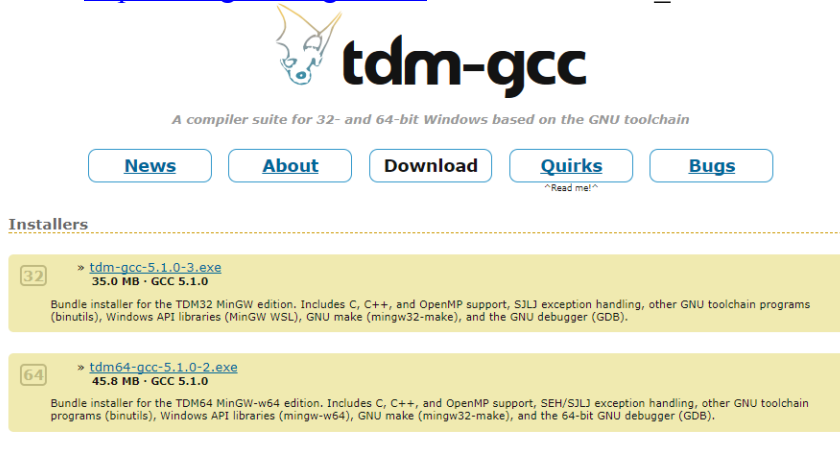 tdm-gcc
A compiler suite for 32- and 64-bit Windows based on the GNU toolchain
News About Download Quirks Bugs
^Read me!^
Installers
32 » tdm-gcc-5.1.0-3.exe
35.0 MB · GCC 5.1.0
Bundle installer for the TDM32 MinGW edition. Includes C, C++, and OpenMP support, SJLJ exception handling, other GNU toolchain programs
(binutils), Windows API libraries (MinGW WSL), GNU make (mingw32-make), and the GNU debugger (GDB).
64 » tdm64-gcc-5.1.0-2.exe
45.8 MB · GCC 5.1.0
Bundle installer for the TDM64 MinGW-w64 edition. Includes C, C++, and OpenMP support, SEH/SJLJ exception handling, other GNU toolchain
programs (binutils), Windows API libraries (mingw-w64), GNU make (mingw32-make), and the 64-bit GNU debugger (GDB).